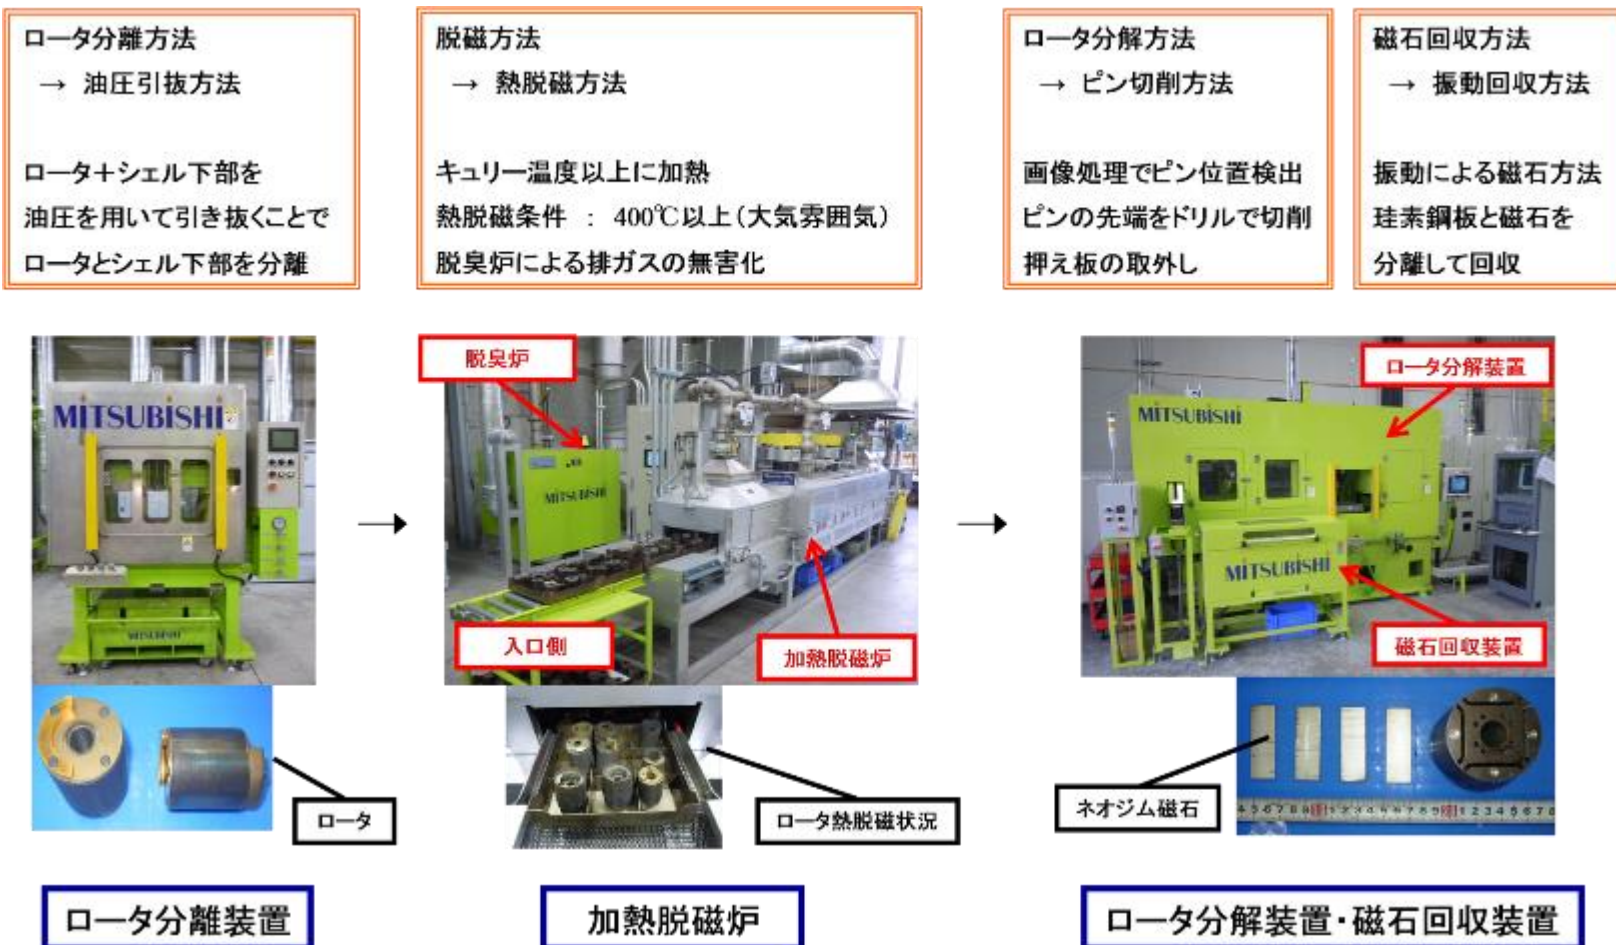 ロータ分離方法
→ 油圧引抜方法
ロータ＋シェル下部を
油圧を用いて引き抜くことで
ロータとシェル下部を分離
脱磁方法
→ 熱脱磁方法
キュリー温度以上に加熱
熱脱磁条件 : 400℃以上(大気雰囲気)
脱臭炉による排ガスの無害化
ロータ分解方法
→ ピン切削方法
画像処理でピン位置検出
ピンの先端をドリルで切削
押え板の取外し
磁石回収方法
→ 振動回収方法
振動による磁石方法
珪素鋼板と磁石を
分離して回収
MITSUBISHI
MITSUBISHI
ロータ
脱臭炉
MITSUBISHI
入口側
加熱脱磁炉
ロータ熱脱磁状況
ロータ分解装置
MITSUBISHI
MITSUBISHI
磁石回収装置
ネオジム磁石
ロータ分離装置
加熱脱磁炉
ロータ分解装置・磁石回収装置